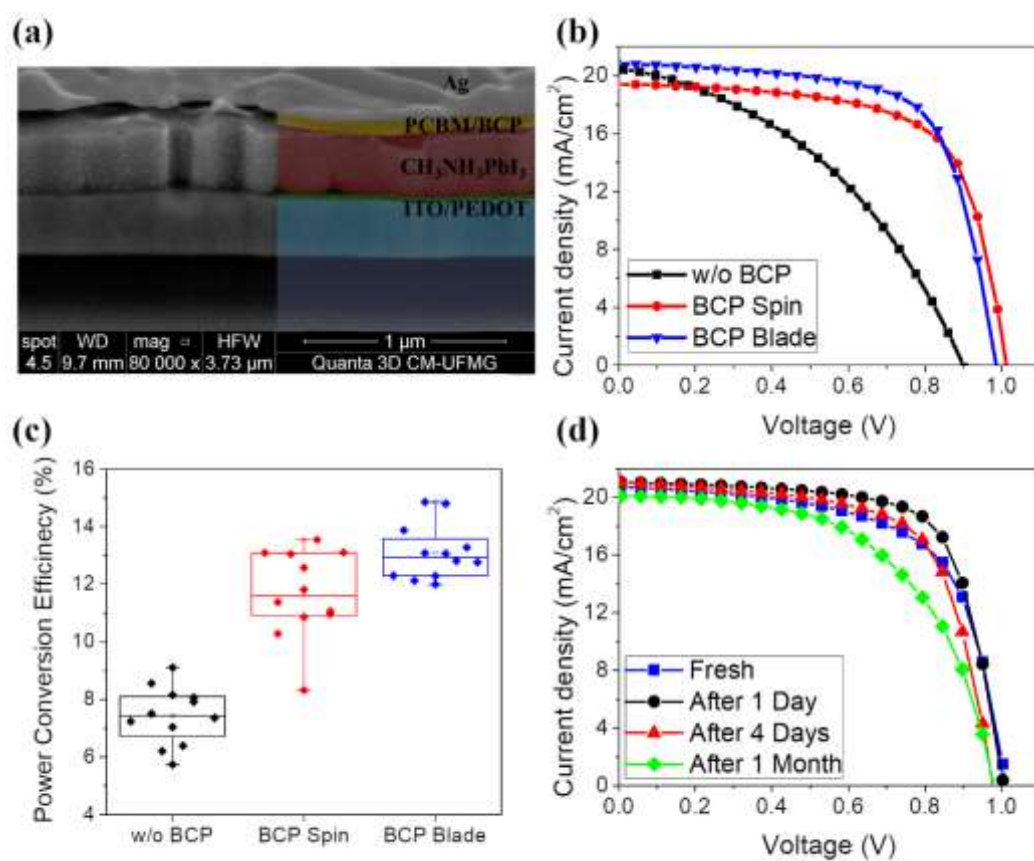 (a)
Ag
PCBM/BCP
CH₃NH₃PbI₃
ITO/PEDOT
spot WD mag □ HFW 1 µm
4.5 9.7 mm 80 000 x 3.73 µm Quanta 3D CM-UFMG
(b)
Current density (mA/cm²)
20
16
12
8
4
0
w/o BCP
BCP Spin
BCP Blade
0.0 0.2 0.4 0.6 0.8 1.0
Voltage (V)
(c)
Power Conversion Efficinecy (%)
16
14
12
10
8
6
4
w/o BCP BCP Spin BCP Blade
(d)
Current density (mA/cm²)
20
16
12
8
4
0
Fresh
After 1 Day
After 4 Days
After 1 Month
0.0 0.2 0.4 0.6 0.8 1.0
Voltage (V)